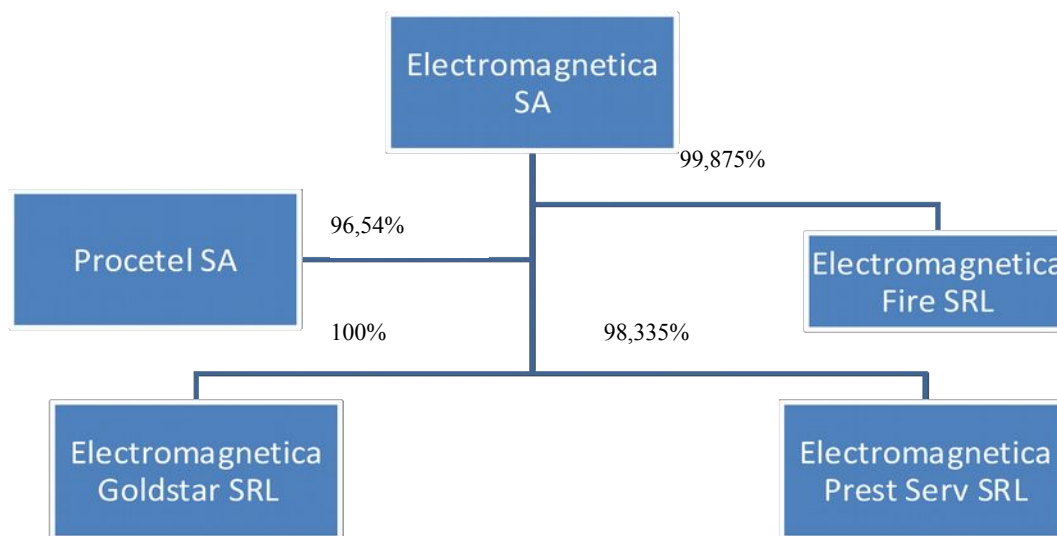 Electromagnetica
SA
99,875%
96,54%
Procetel SA
Electromagnetica
Fire SRL
100%
98,335%
Electromagnetica
Goldstar SRL
Electromagnetica
Prest Serv SRL